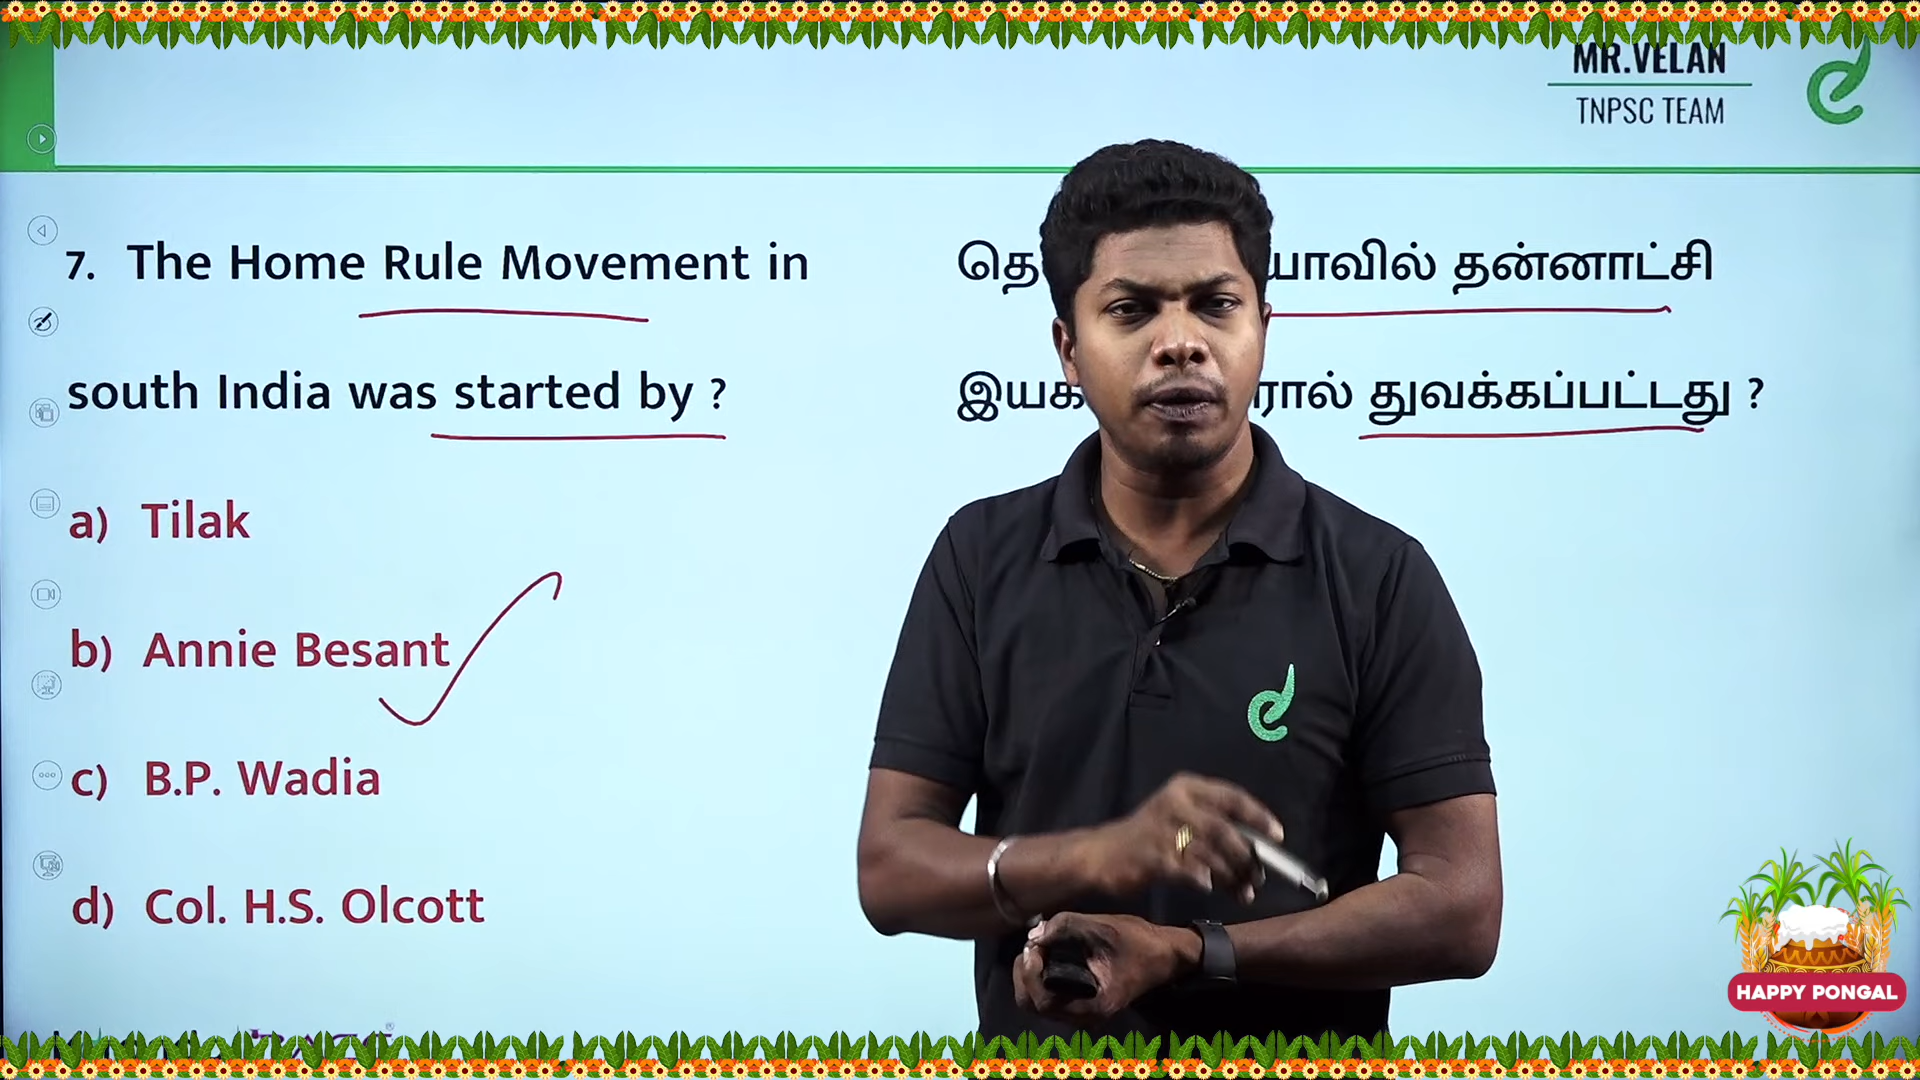 MR.VELAN
TNPSC TEAM
7. The Home Rule Movement in
south India was started by ?
a) Tilak
b) Annie Besant
c) B.P. Wadia
d) Col. H.S. Olcott
தன்னாட்சி
துவக்கப்பட்டது ?
HAPPY PONGAL